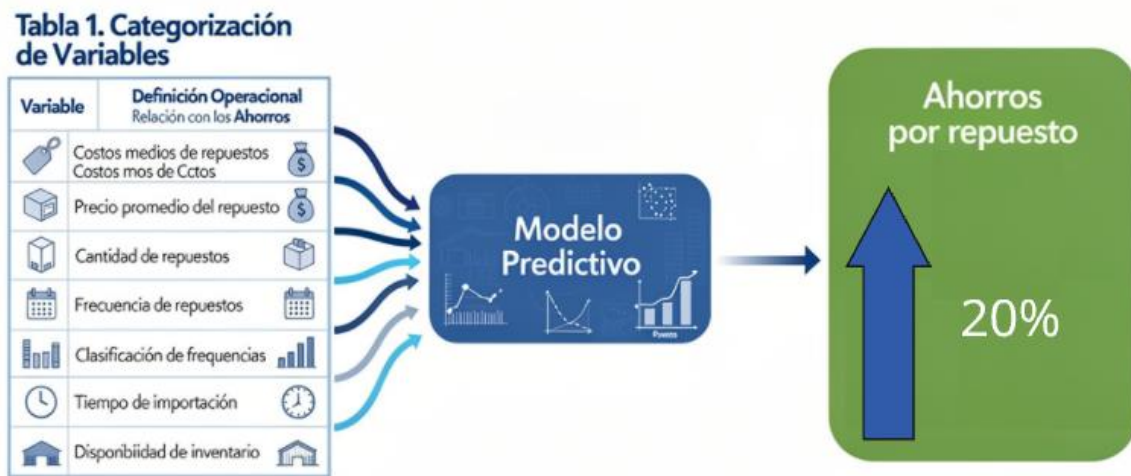 Tabla 1. Categorización
de Variables
Variable
Definición Operacional
Relación con los Ahorros
Costos medios de repuestos
Costos mos de Cctos
$
Precio promedio del repuesto
$
Cantidad de repuestos
Frecuencia de repuestos
Clasificación de frequencias
Tiempo de importación
Disponbiidad de inventario
Modelo
Predictivo
Ahorros
por repuesto
20%